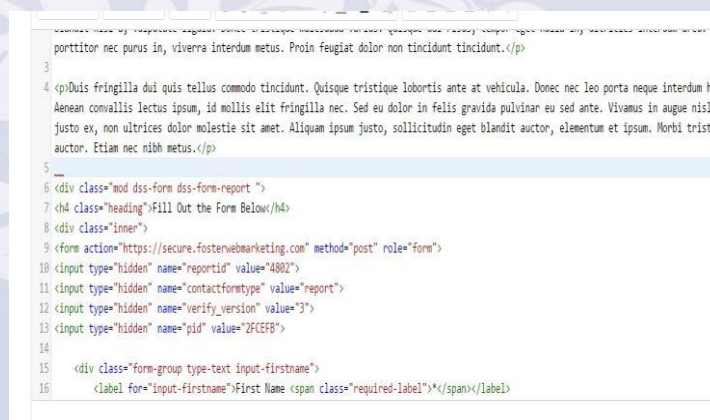 porttitor nec purus in, viverra interdum metus. Proin feugiat dolor non tincidunt tincidunt.</p>
3
4 <p>Duis fringilla dui quis tellus commodo tincidunt. Quisque tristique lobortis ante at vehicula. Donec nec leo porta neque interdum h
Aenean convallis lectus ipsum, id mollis elit fringilla nec. Sed eu dolor in felis gravida pulvinar eu sed ante. Vivamus in augue nisl
justo ex, non ultrices dolor molestie sit amet. Aliquam ipsum justo, sollicitudin eget blandit auctor, elementum et ipsum. Morbi trist
auctor. Etiam nec nibh metus.</p>
5
6 <div class="mod dss-form dss-form-report ">
7 <h4 class="heading">Fill Out the Form Below</h4>
8 <div class="inner">
9 <form action="https://secure.fosterwebmarketing.com" method="post" role="form">
10 <input type="hidden" name="reportid" value="4802">
11 <input type="hidden" name="contactformtype" value="report">
12 <input type="hidden" name="verify_version" value="3">
13 <input type="hidden" name="pid" value="2FCEFB">
14
15 <div class="form-group type-text input-firstname">
16 <label for="input-firstname">First Name <span class="required-label">*</span></label>